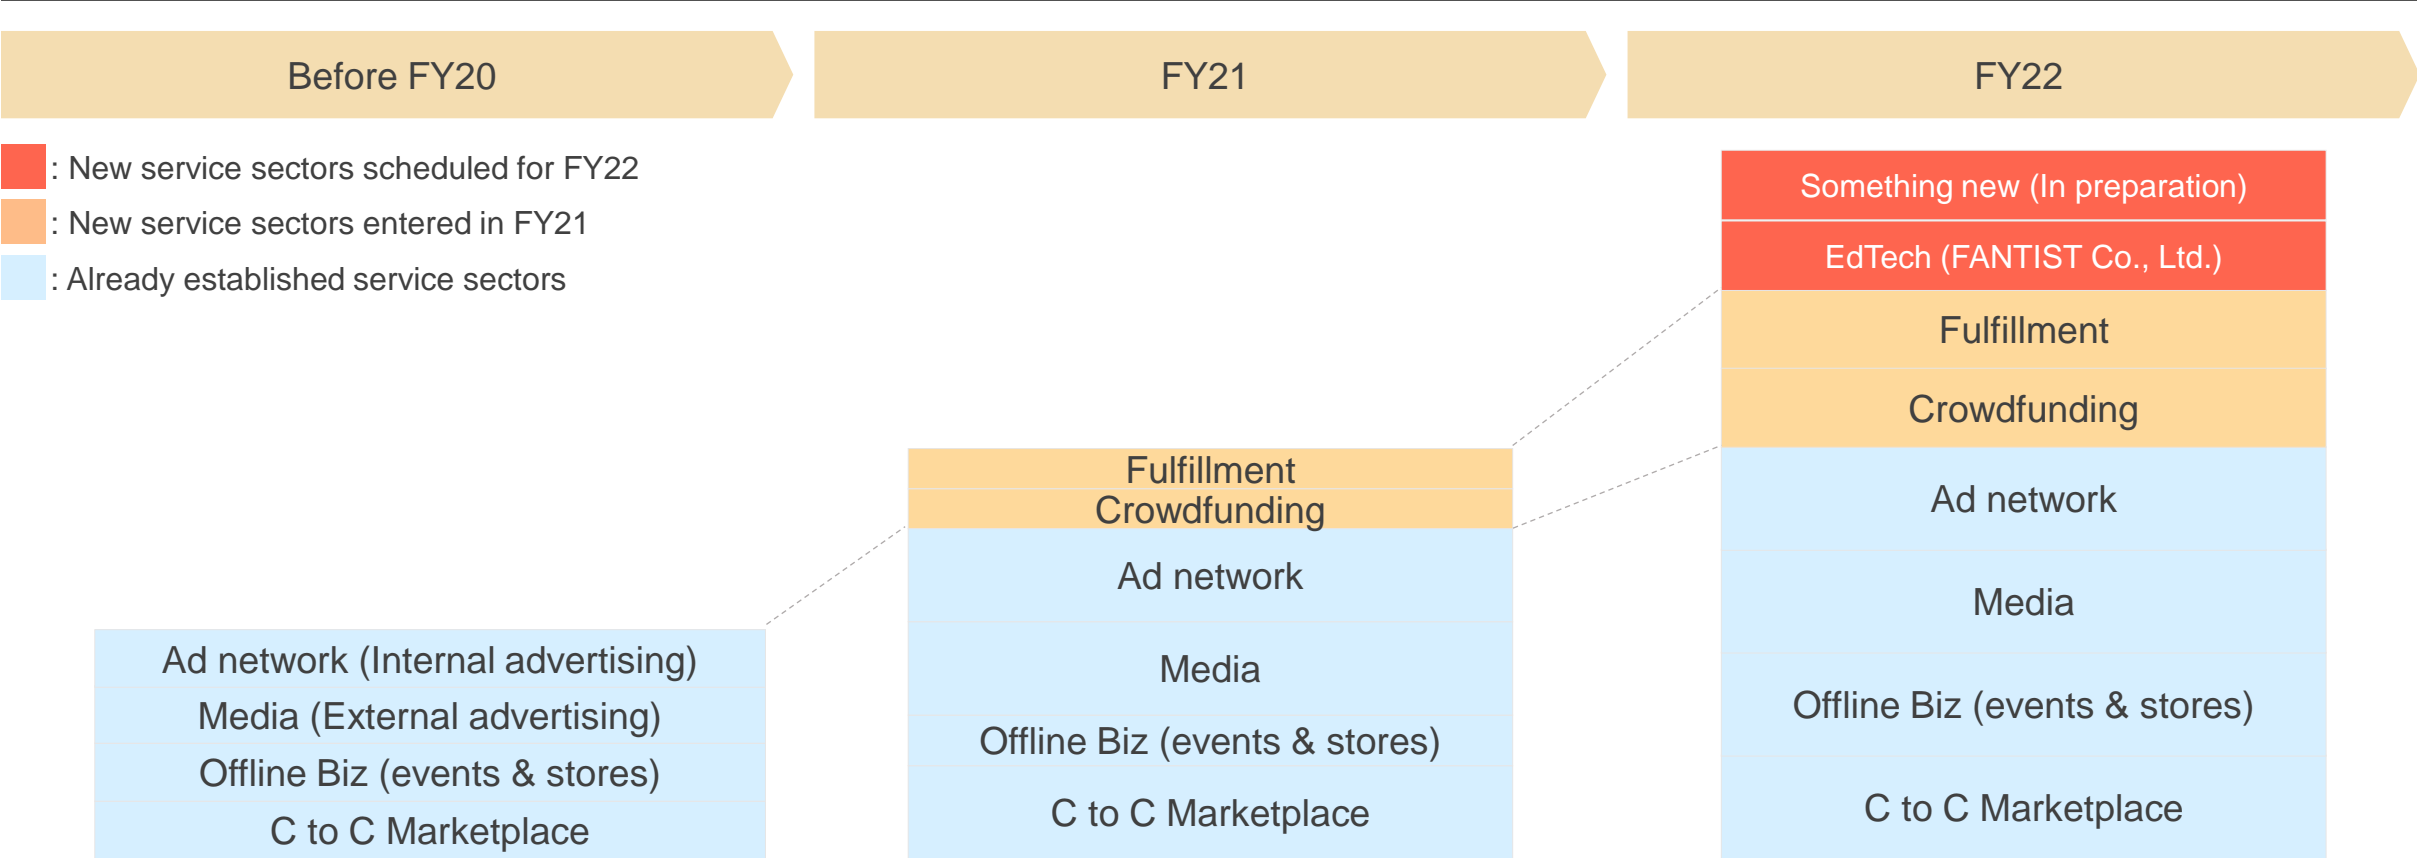 Before FY20
FY21
FY22
: New service sectors scheduled for FY22
: New service sectors entered in FY21
: Already established service sectors
Ad network (Internal advertising)
Media (External advertising)
Offline Biz (events & stores)
C to C Marketplace
Fulfillment
Crowdfunding
Ad network
Media
Offline Biz (events & stores)
C to C Marketplace
Something new (In preparation)
EdTech (FANTIST Co., Ltd.)
Fulfillment
Crowdfunding
Ad network
Media
Offline Biz (events & stores)
C to C Marketplace